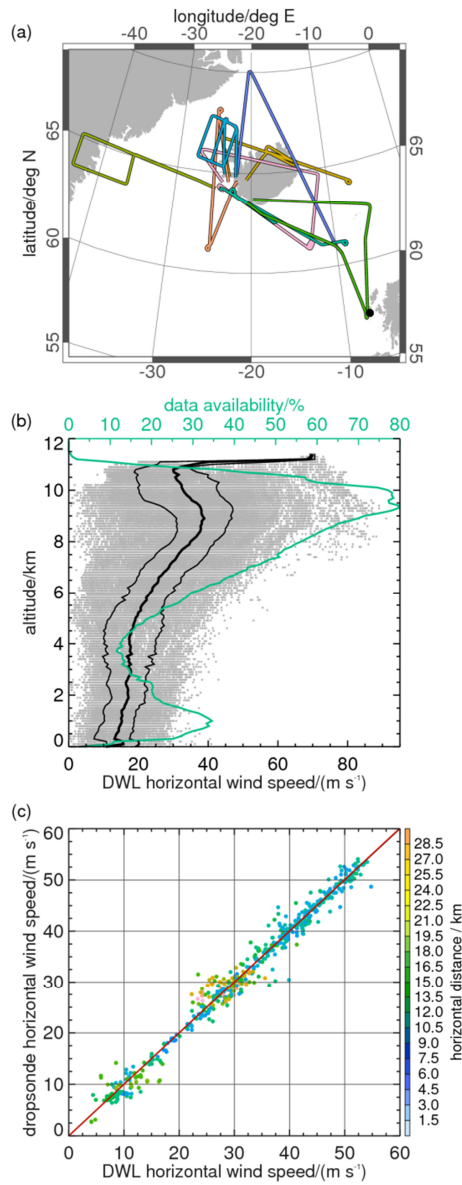 longitude/deg E
(a)
-40 -30 -20 -10 0
65 65
latitude/deg N
60 60
55 55
-30 -20 -10
(b)
data availability/%
0 10 20 30 40 50 60 70 80
12
10
8
6
4
2
0
altitude/km
0 20 40 60 80
DWL horizontal wind speed/(m s⁻¹)
(c)
60
50
40
30
20
10
0
dropsonde horizontal wind speed/(m s⁻¹)
0 10 20 30 40 50 60
DWL horizontal wind speed/(m s⁻¹)
28.5
27.0
25.5
24.0
22.5
21.0
19.5
18.0
16.5
15.0
13.5
12.0
10.5
9.0
7.5
6.0
4.5
3.0
1.5
horizontal distance / km